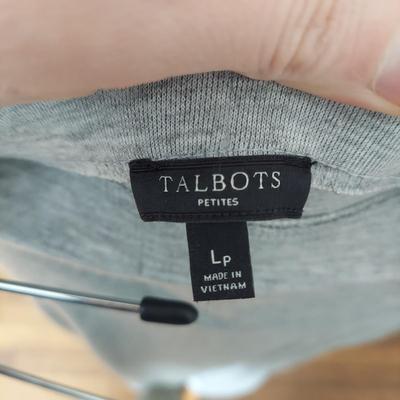 TALBOTS
PETITES
LP
MADE IN
VIETNAM